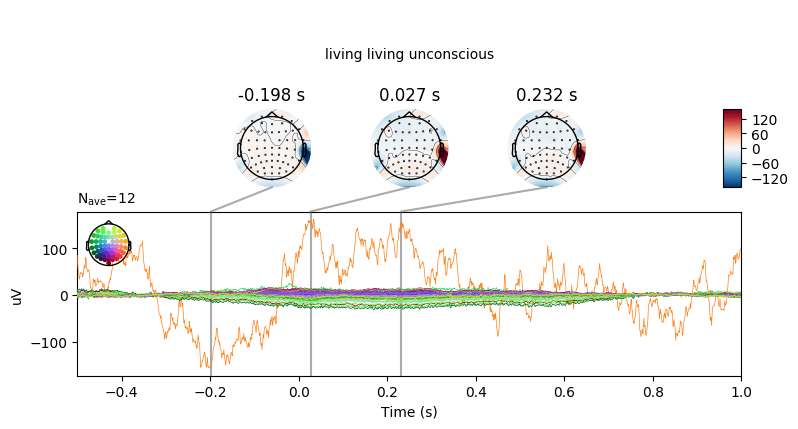 living living unconscious
-0.198 s 0.027 s 0.232 s
120
60
0
−60
−120
Nave=12
100
0
−100
uV
−0.4 −0.2 0.0 0.2 0.4 0.6 0.8 1.0
Time (s)